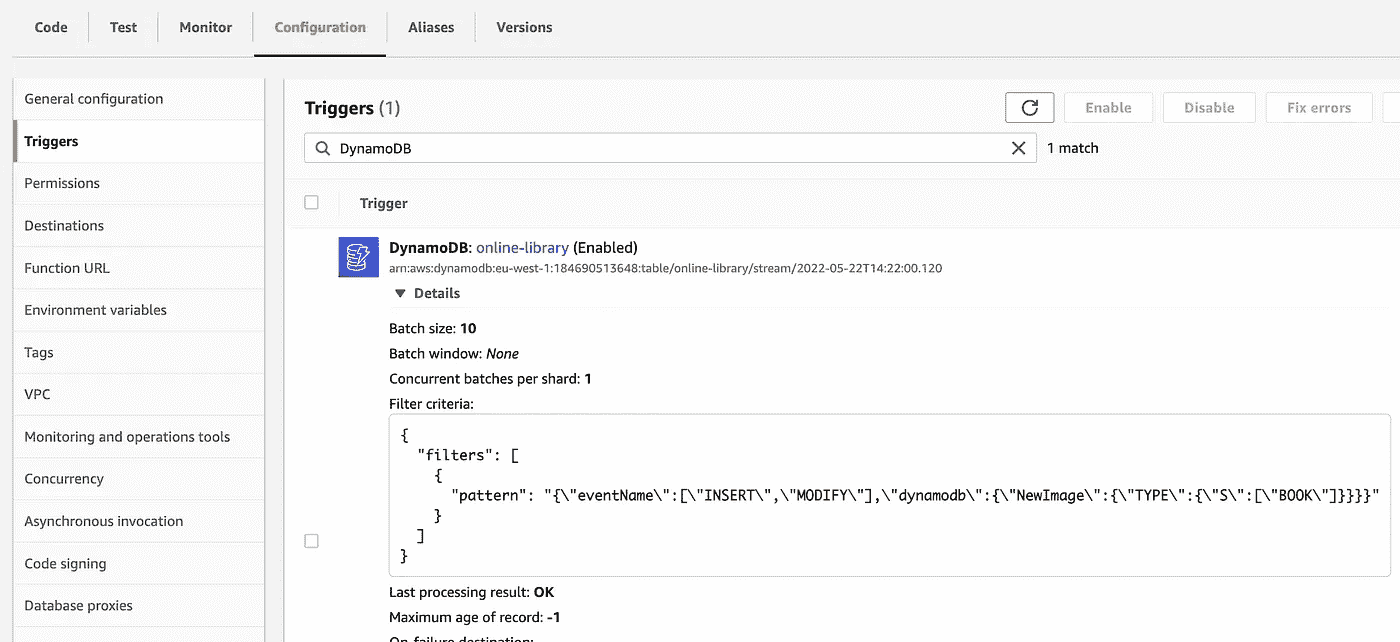 Code Test Monitor Configuration Aliases Versions
General configuration
Triggers
Permissions
Destinations
Function URL
Environment variables
Tags
VPC
Monitoring and operations tools
Concurrency
Asynchronous invocation
Code signing
Database proxies
Triggers (1)
Enable Disable Fix errors
DynamoDB
1 match
Trigger
DynamoDB: online-library (Enabled)
arn:aws:dynamodb:eu-west-1:184690513648:table/online-library/stream/2022-05-22T14:22:00.120
Details
Batch size: 10
Batch window: None
Concurrent batches per shard: 1
Filter criteria:
{
"filters": [
{
"pattern": "{\"eventName\":[\"INSERT\",\"MODIFY\"],\"dynamodb\":{\"NewImage\":{\"TYPE\":{\"S\":[\"BOOK\"]}}}}"
}
]
}
Last processing result: OK
Maximum age of record: -1
On-failure destination: